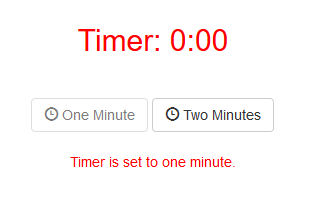 Timer: 0:00
One Minute Two Minutes
Timer is set to one minute.